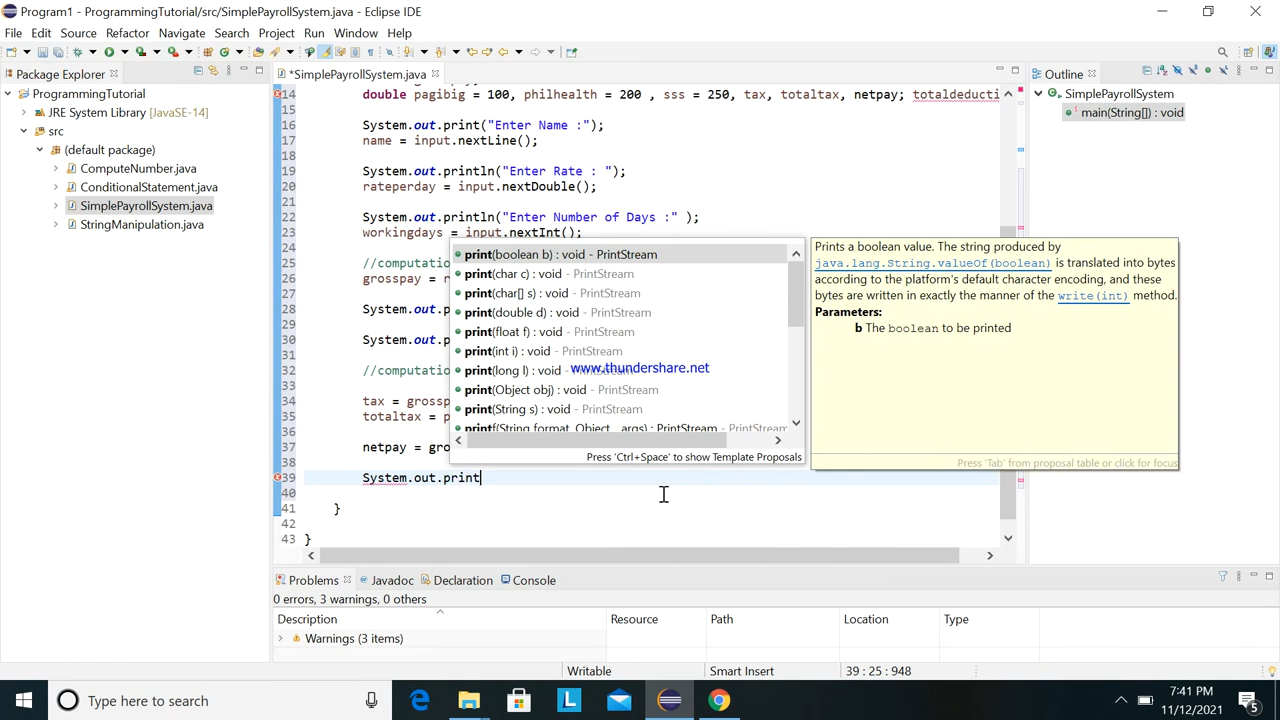 Program1 - ProgrammingTutorial/src/SimplePayrollSystem.java - Eclipse IDE
File Edit Source Refactor Navigate Search Project Run Window Help
Package Explorer
*SimplePayrollSystem.java
Outline
ProgrammingTutorial
JRE System Library [JavaSE-14]
src
(default package)
ComputeNumber.java
ConditionalStatement.java
SimplePayrollSystem.java
StringManipulation.java
14 double pagibig = 100, philhealth = 200 , sss = 250, tax, totaltax, netpay; totaldeducti
15
16 System.out.print("Enter Name :");
17 name = input.nextLine();
18
19 System.out.println("Enter Rate : ");
20 rateperday = input.nextDouble();
21
22 System.out.println("Enter Number of Days :" );
23 workingdays = input.nextInt();
24
25 //computatio
26 grosspay = r
27
28 System.out.p
29
30 System.out.p
31
32 //computatio
33
34 tax = grossp
35 totaltax = p
36
37 netpay = gro
38
39 System.out.print
40
41 }
42
43 }
print(boolean b) : void - PrintStream
print(char c) : void - PrintStream
print(char[] s) : void - PrintStream
print(double d) : void - PrintStream
print(float f) : void - PrintStream
print(int i) : void - PrintStream
print(long l) : void - PrintStream
print(Object obj) : void - PrintStream
print(String s) : void - PrintStream
printf(String format, Object... args) : PrintStream - PrintStream
Press 'Ctrl+Space' to show Template Proposals
www.thundershare.net
Prints a boolean value. The string produced by
java.lang.String.valueOf(boolean) is translated into bytes
according to the platform's default character encoding, and these
bytes are written in exactly the manner of the write(int) method.
Parameters:
b The boolean to be printed
Press 'Tab' from proposal table or click for focus
SimplePayrollSystem
main(String[]) : void
Problems Javadoc Declaration Console
0 errors, 3 warnings, 0 others
Description Resource Path Location Type
Warnings (3 items)
Writable Smart Insert 39 : 25 : 948
Type here to search
7:41 PM
11/12/2021
5